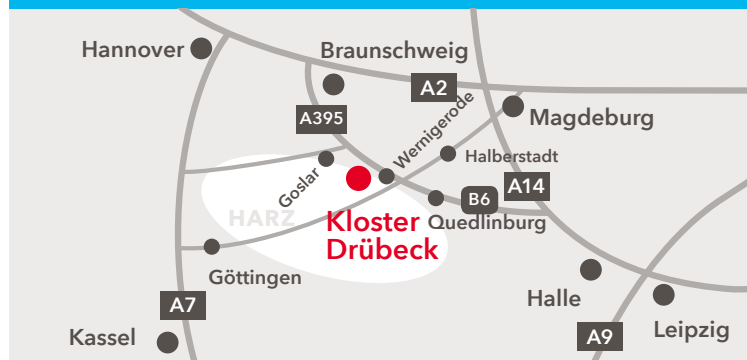 Hannover
Braunschweig
A2
A395
Magdeburg
Wernigerode
Halberstadt
Goslar
A14
B6
HARZ
Kloster
Drübeck
Quedlinburg
Göttingen
Halle
A7
Leipzig
Kassel
A9